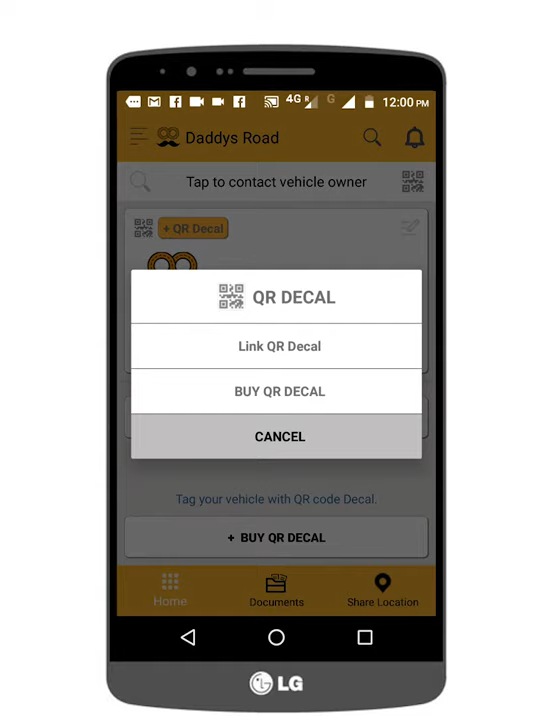 4G R G 12:00 PM
Daddys Road
Tap to contact vehicle owner
+ QR Decal
QR DECAL
Link QR Decal
BUY QR DECAL
CANCEL
Tag your vehicle with QR code Decal.
+ BUY QR DECAL
Home Documents Share Location
LG